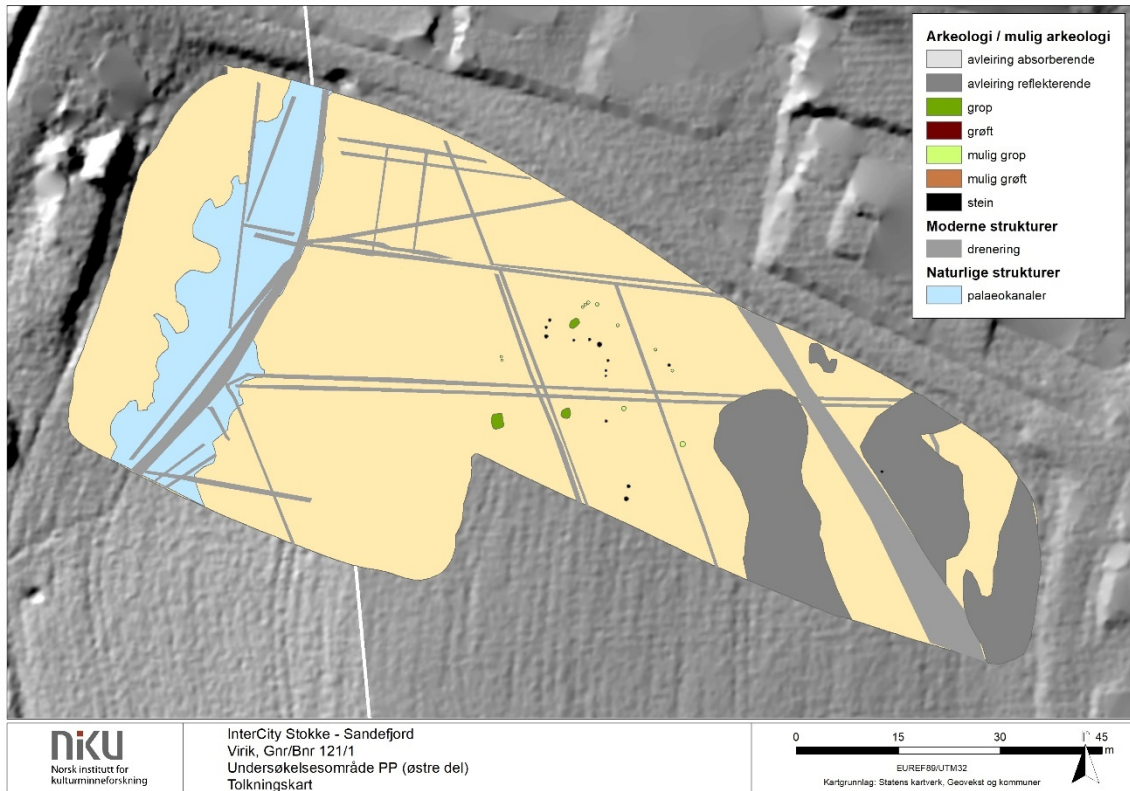 Arkeologi / mulig arkeologi
avleiring absorberende
avleiring reflekterende
grop
grøft
mulig grop
mulig grøft
stein
Moderne strukturer
drenering
Naturlige strukturer
palaeokanaler
niku
Norsk institutt for
kulturminneforskning
InterCity Stokke - Sandefjord
Virik, Gnr/Bnr 121/1
Undersøkelsesområde PP (østre del)
Tolkningskart
0 15 30 45
m
EUREF89/UTM32
Kartgrunnlag: Statens kartverk, Geovekst og kommuner